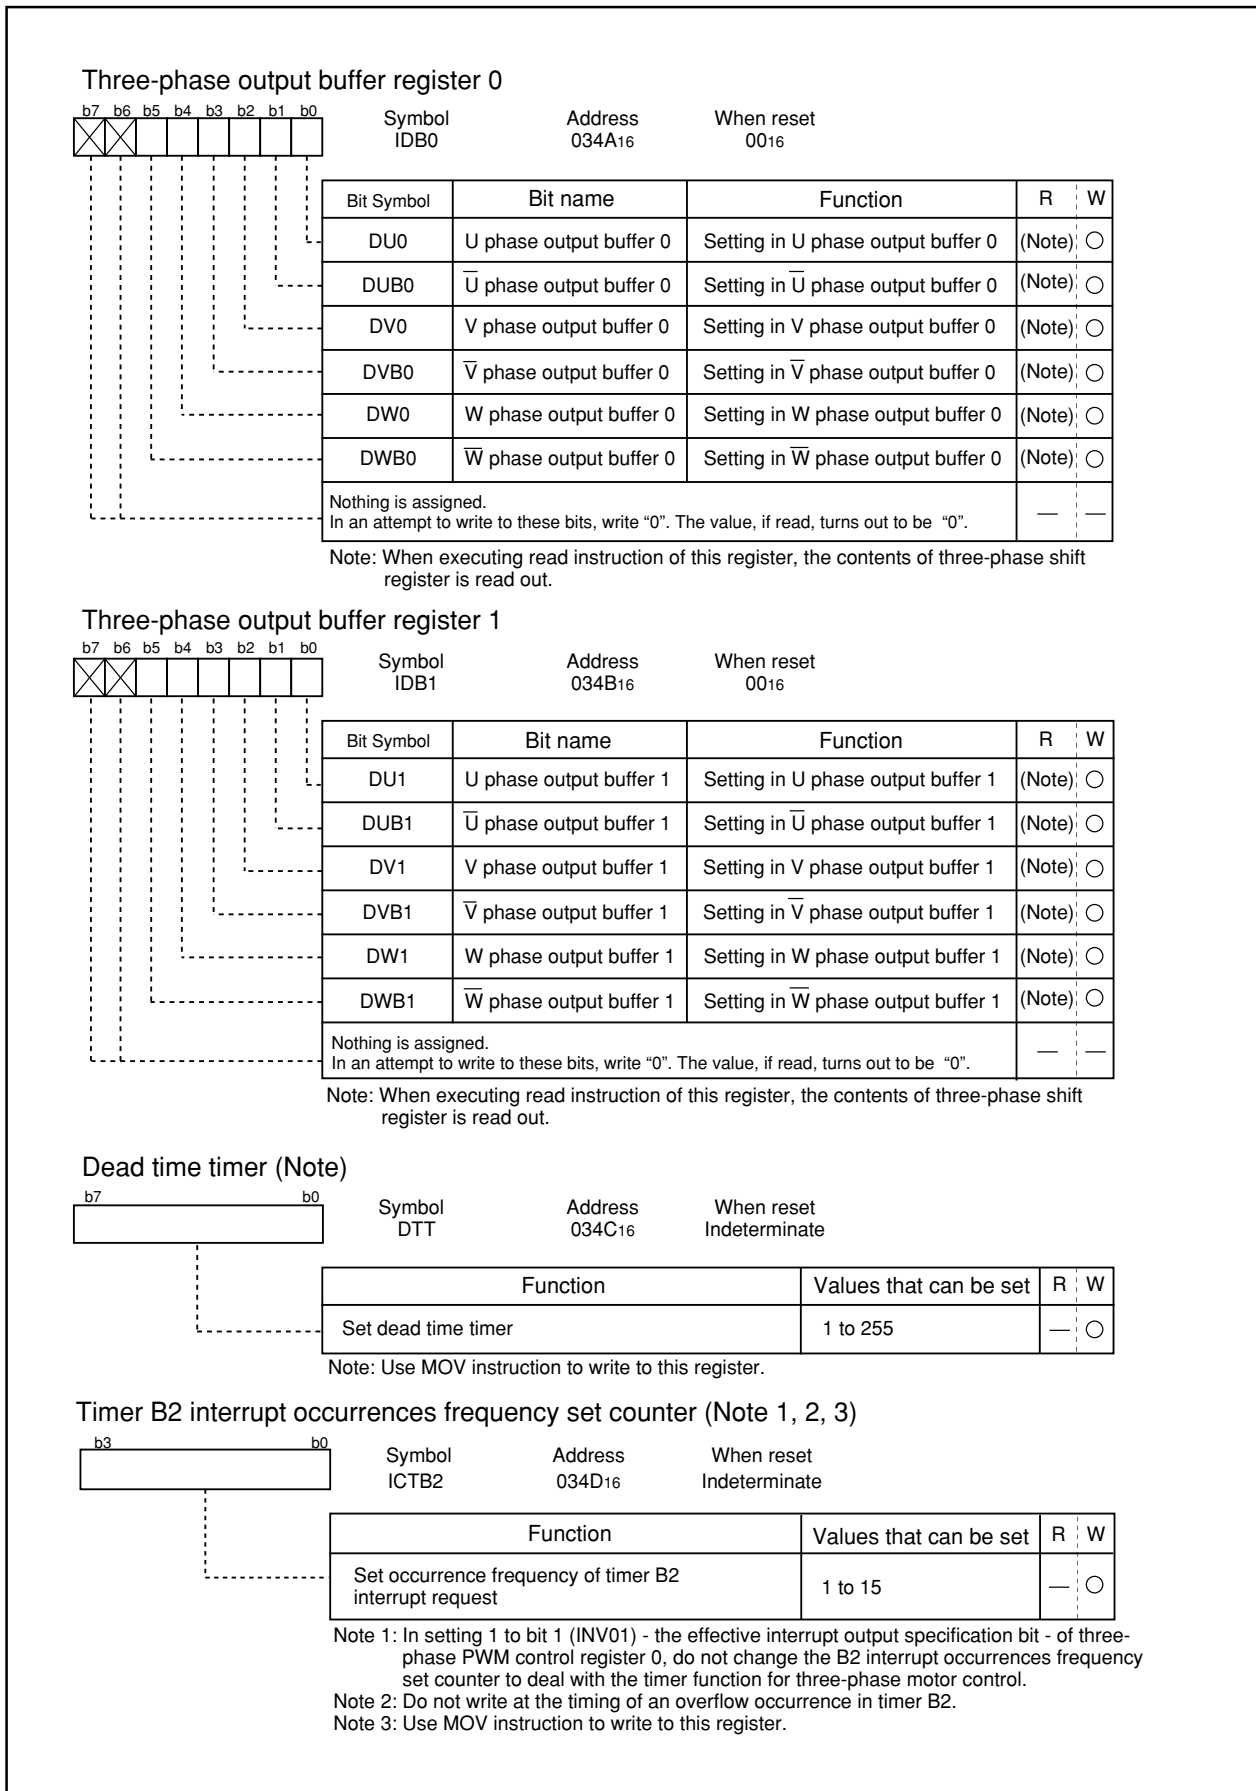 Three-phase output buffer register 0
b7 b6 b5 b4 b3 b2 b1 b0
Symbol Address When reset
IDB0 034A16 0016
Bit Symbol Bit name Function R W
DU0 U phase output buffer 0 Setting in U phase output buffer 0 (Note) ○
DUB0 U̅ phase output buffer 0 Setting in U̅ phase output buffer 0 (Note) ○
DV0 V phase output buffer 0 Setting in V phase output buffer 0 (Note) ○
DVB0 V̅ phase output buffer 0 Setting in V̅ phase output buffer 0 (Note) ○
DW0 W phase output buffer 0 Setting in W phase output buffer 0 (Note) ○
DWB0 W̅ phase output buffer 0 Setting in W̅ phase output buffer 0 (Note) ○
Nothing is assigned.
In an attempt to write to these bits, write “0”. The value, if read, turns out to be “0”. — —
Note: When executing read instruction of this register, the contents of three-phase shift
register is read out.
Three-phase output buffer register 1
b7 b6 b5 b4 b3 b2 b1 b0
Symbol Address When reset
IDB1 034B16 0016
Bit Symbol Bit name Function R W
DU1 U phase output buffer 1 Setting in U phase output buffer 1 (Note) ○
DUB1 U̅ phase output buffer 1 Setting in U̅ phase output buffer 1 (Note) ○
DV1 V phase output buffer 1 Setting in V phase output buffer 1 (Note) ○
DVB1 V̅ phase output buffer 1 Setting in V̅ phase output buffer 1 (Note) ○
DW1 W phase output buffer 1 Setting in W phase output buffer 1 (Note) ○
DWB1 W̅ phase output buffer 1 Setting in W̅ phase output buffer 1 (Note) ○
Nothing is assigned.
In an attempt to write to these bits, write “0”. The value, if read, turns out to be “0”. — —
Note: When executing read instruction of this register, the contents of three-phase shift
register is read out.
Dead time timer (Note)
b7 b0
Symbol Address When reset
DTT 034C16 Indeterminate
Function Values that can be set R W
Set dead time timer 1 to 255 — ○
Note: Use MOV instruction to write to this register.
Timer B2 interrupt occurrences frequency set counter (Note 1, 2, 3)
b3 b0
Symbol Address When reset
ICTB2 034D16 Indeterminate
Function Values that can be set R W
Set occurrence frequency of timer B2
interrupt request 1 to 15 — ○
Note 1: In setting 1 to bit 1 (INV01) - the effective interrupt output specification bit - of three-
phase PWM control register 0, do not change the B2 interrupt occurrences frequency
set counter to deal with the timer function for three-phase motor control.
Note 2: Do not write at the timing of an overflow occurrence in timer B2.
Note 3: Use MOV instruction to write to this register.